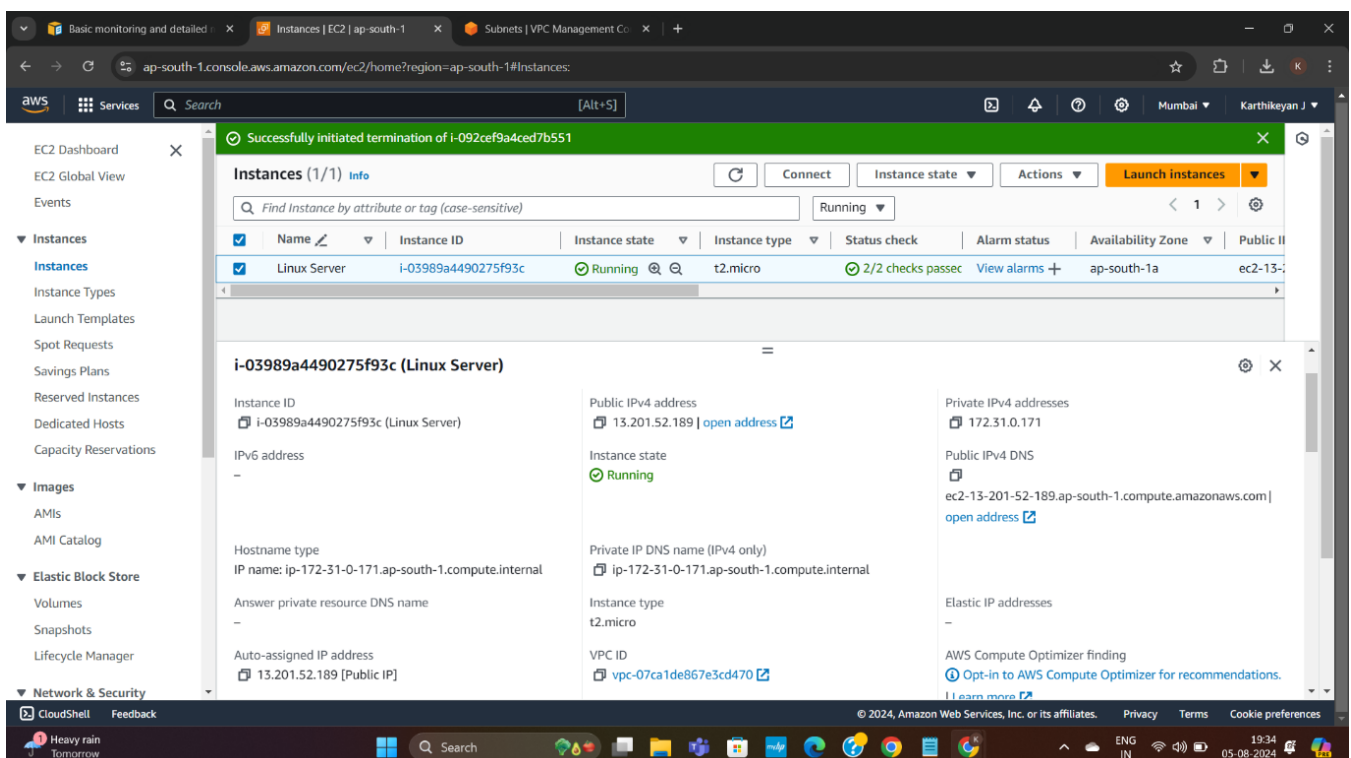 Basic monitoring and detailed
Instances | EC2 | ap-south-1
Subnets | VPC Management Co
ap-south-1.console.aws.amazon.com/ec2/home?region=ap-south-1#Instances:
K
aws Services Search [Alt+S] Mumbai Karthikeyan J
EC2 Dashboard
EC2 Global View
Events
Instances
Instances
Instance Types
Launch Templates
Spot Requests
Savings Plans
Reserved Instances
Dedicated Hosts
Capacity Reservations
Images
AMIs
AMI Catalog
Elastic Block Store
Volumes
Snapshots
Lifecycle Manager
Network & Security
Successfully initiated termination of i-092cef9a4ced7b551
Instances (1/1) Info Connect Instance state Actions Launch instances
Find Instance by attribute or tag (case-sensitive) Running 1
Name Instance ID Instance state Instance type Status check Alarm status Availability Zone Public II
Linux Server i-03989a4490275f93c Running t2.micro 2/2 checks passec View alarms + ap-south-1a ec2-13-2
i-03989a4490275f93c (Linux Server)
Instance ID
i-03989a4490275f93c (Linux Server)
Public IPv4 address
13.201.52.189 | open address
Private IPv4 addresses
172.31.0.171
IPv6 address
–
Instance state
Running
Public IPv4 DNS
ec2-13-201-52-189.ap-south-1.compute.amazonaws.com |
open address
Hostname type
IP name: ip-172-31-0-171.ap-south-1.compute.internal
Private IP DNS name (IPv4 only)
ip-172-31-0-171.ap-south-1.compute.internal
Answer private resource DNS name
–
Instance type
t2.micro
Elastic IP addresses
–
Auto-assigned IP address
13.201.52.189 [Public IP]
VPC ID
vpc-07ca1de867e3cd470
AWS Compute Optimizer finding
Opt-in to AWS Compute Optimizer for recommendations.
| Learn more
CloudShell Feedback © 2024, Amazon Web Services, Inc. or its affiliates. Privacy Terms Cookie preferences
1
Heavy rain
Tomorrow
Search
ENG
IN
19:34
05-08-2024